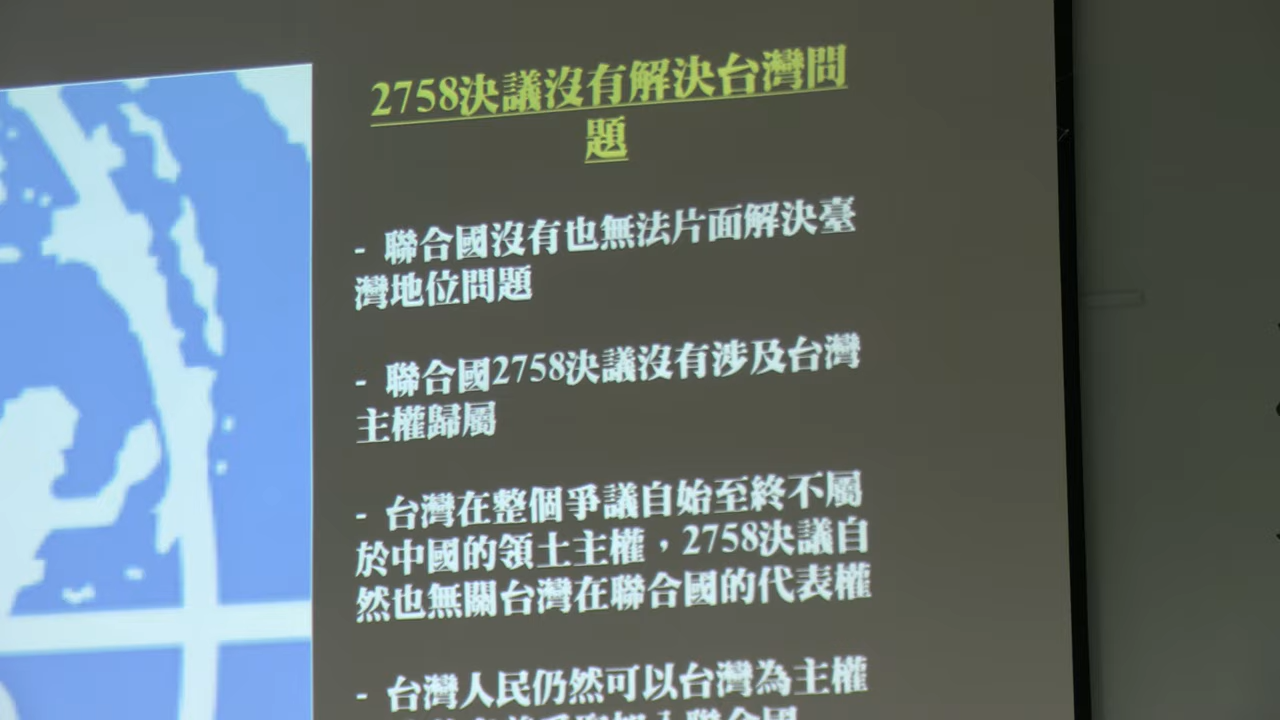 2758決議沒有解決台灣問
題
- 聯合國沒有也無法片面解決臺
灣地位問題
- 聯合國2758決議沒有涉及台灣
主權歸屬
- 台灣在整個爭議自始至終不屬
於中國的領土主權，2758決議自
然也無關台灣在聯合國的代表權
- 台灣人民仍然可以台灣為主權